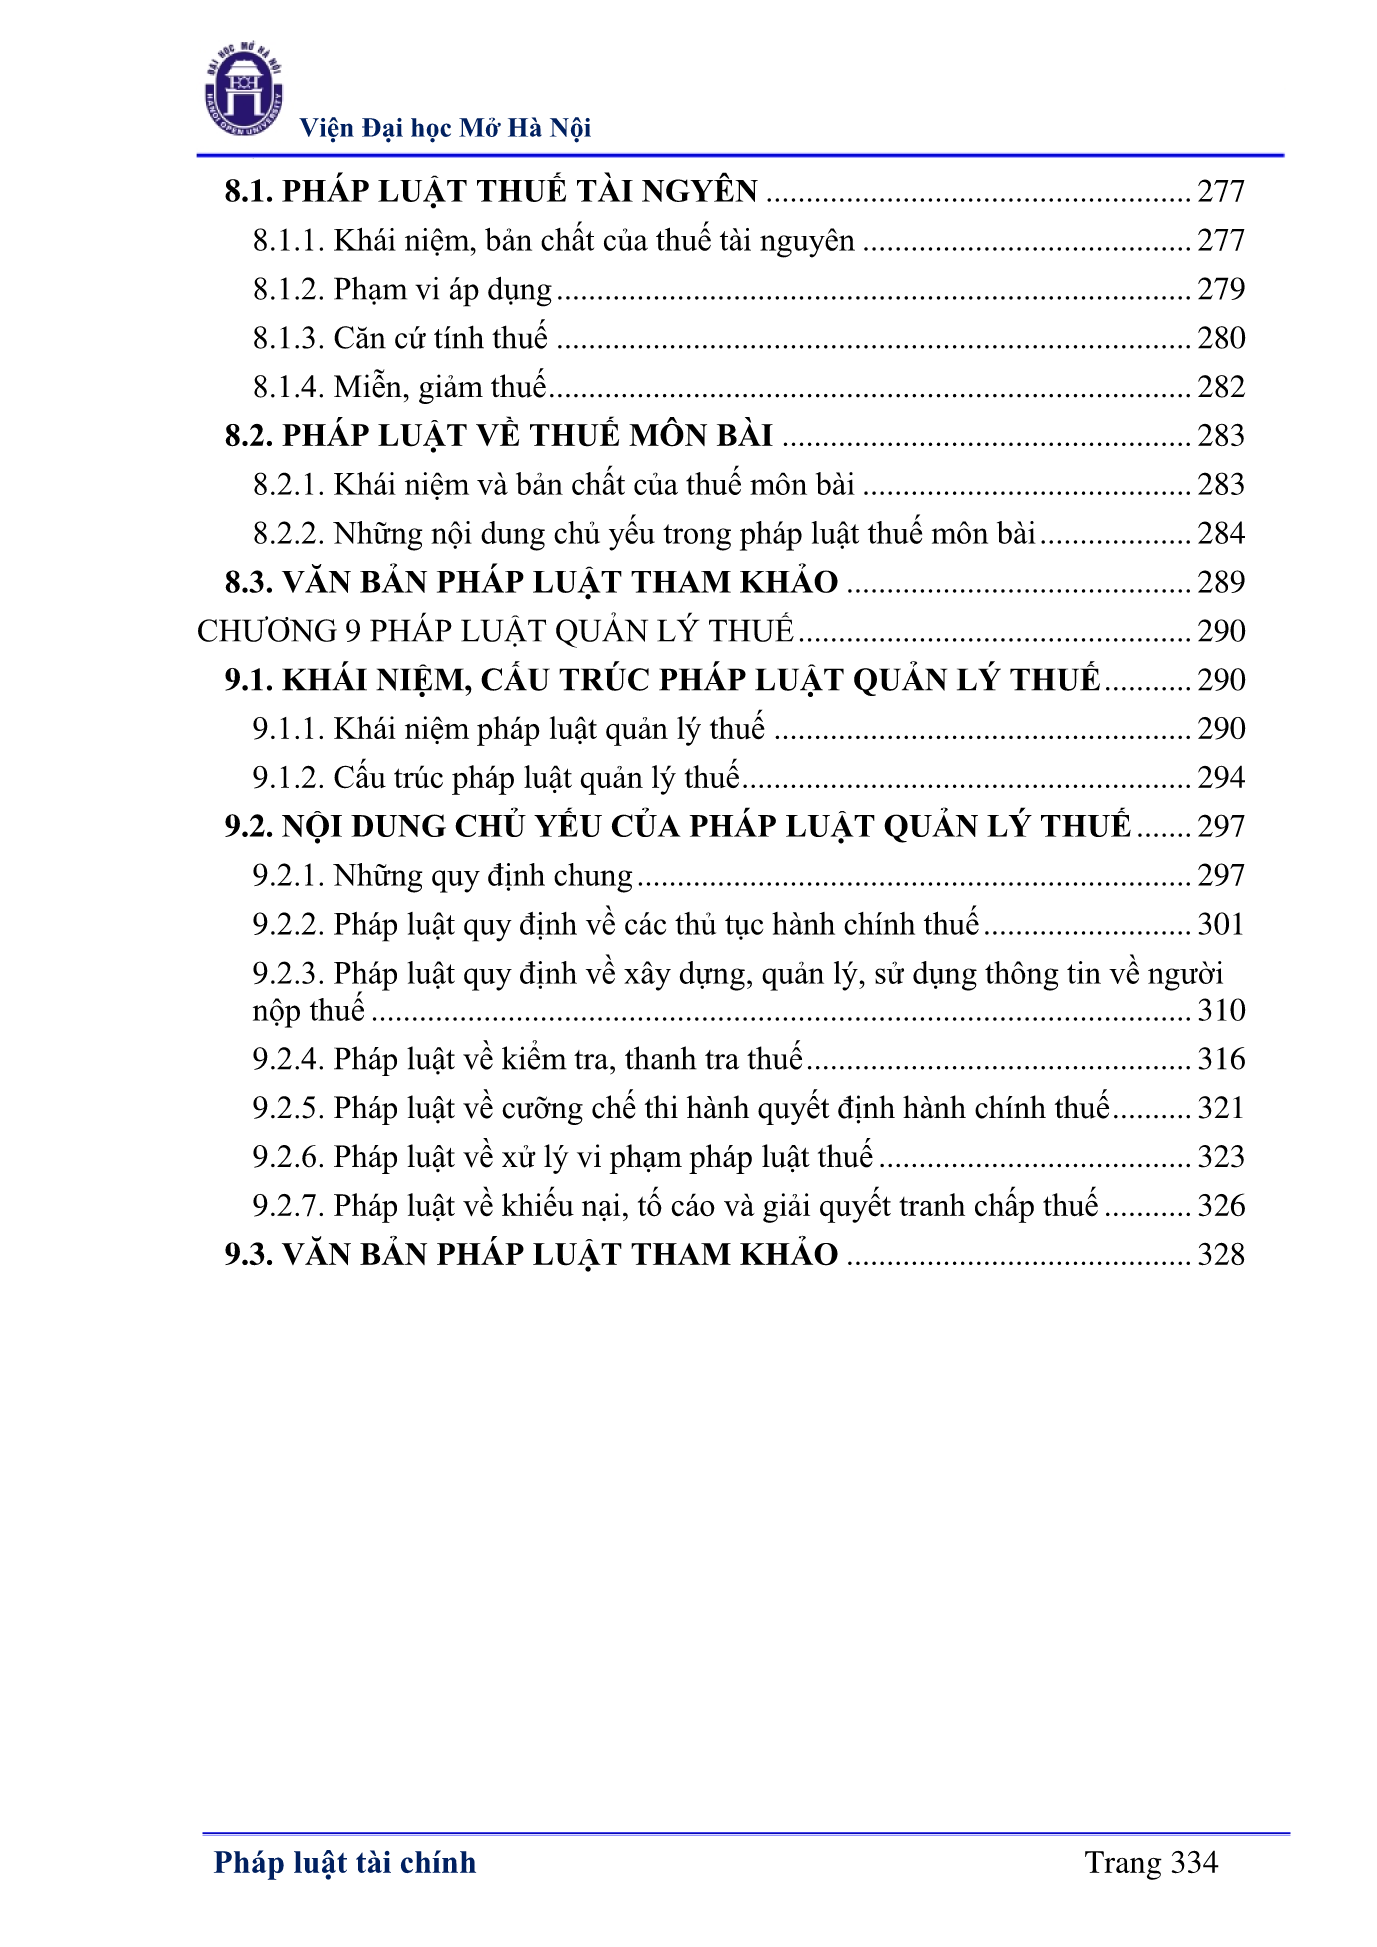 ĐẠI HỌC MỞ HÀ NỘI
HANOI OPEN UNIVERSITY
Viện Đại học Mở Hà Nội
8.1. PHÁP LUẬT THUẾ TÀI NGYÊN ..................................................... 277
8.1.1. Khái niệm, bản chất của thuế tài nguyên ......................................... 277
8.1.2. Phạm vi áp dụng ............................................................................... 279
8.1.3. Căn cứ tính thuế ............................................................................... 280
8.1.4. Miễn, giảm thuế ................................................................................ 282
8.2. PHÁP LUẬT VỀ THUẾ MÔN BÀI ................................................... 283
8.2.1. Khái niệm và bản chất của thuế môn bài ......................................... 283
8.2.2. Những nội dung chủ yếu trong pháp luật thuế môn bài ................... 284
8.3. VĂN BẢN PHÁP LUẬT THAM KHẢO ........................................... 289
CHƯƠNG 9 PHÁP LUẬT QUẢN LÝ THUẾ ................................................. 290
9.1. KHÁI NIỆM, CẤU TRÚC PHÁP LUẬT QUẢN LÝ THUẾ ........... 290
9.1.1. Khái niệm pháp luật quản lý thuế .................................................... 290
9.1.2. Cấu trúc pháp luật quản lý thuế ........................................................ 294
9.2. NỘI DUNG CHỦ YẾU CỦA PHÁP LUẬT QUẢN LÝ THUẾ ....... 297
9.2.1. Những quy định chung ..................................................................... 297
9.2.2. Pháp luật quy định về các thủ tục hành chính thuế .......................... 301
9.2.3. Pháp luật quy định về xây dựng, quản lý, sử dụng thông tin về người
nộp thuế ...................................................................................................... 310
9.2.4. Pháp luật về kiểm tra, thanh tra thuế ................................................ 316
9.2.5. Pháp luật về cưỡng chế thi hành quyết định hành chính thuế .......... 321
9.2.6. Pháp luật về xử lý vi phạm pháp luật thuế ....................................... 323
9.2.7. Pháp luật về khiếu nại, tố cáo và giải quyết tranh chấp thuế ........... 326
9.3. VĂN BẢN PHÁP LUẬT THAM KHẢO ........................................... 328
Pháp luật tài chính Trang 334